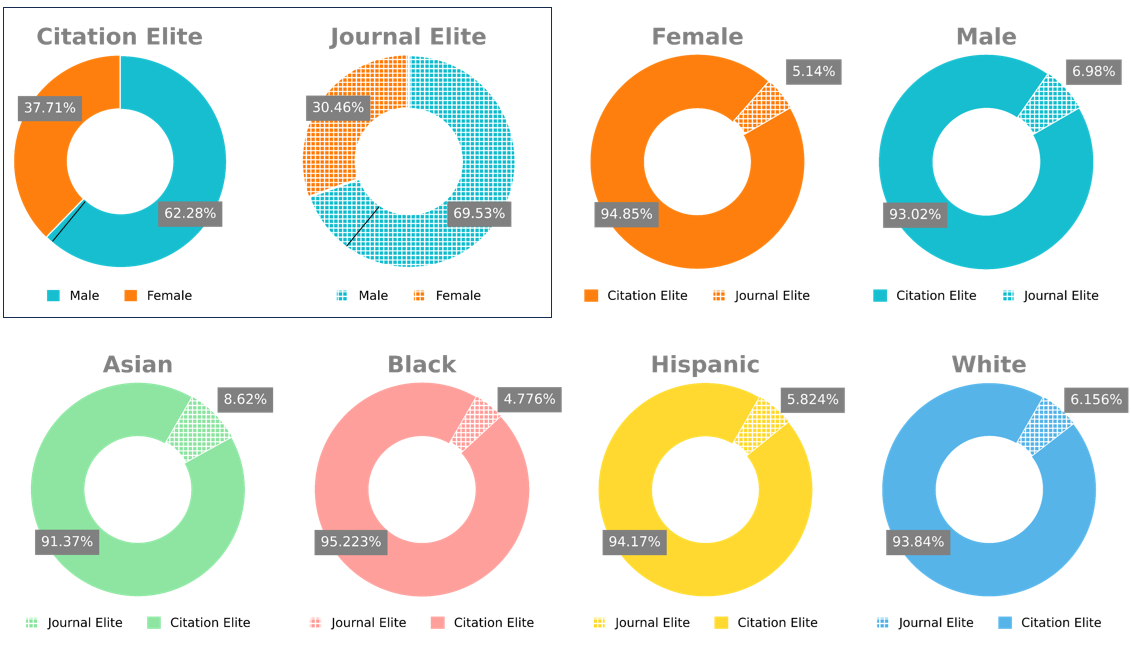 Citation Elite
Journal Elite
Female
Male
37.71%
62.28%
30.46%
69.53%
5.14%
94.85%
6.98%
93.02%
Male Female
Male Female
Citation Elite Journal Elite
Citation Elite Journal Elite
Asian
Black
Hispanic
White
8.62%
91.37%
4.776%
95.223%
5.824%
94.17%
6.156%
93.84%
Journal Elite Citation Elite
Journal Elite Citation Elite
Journal Elite Citation Elite
Journal Elite Citation Elite